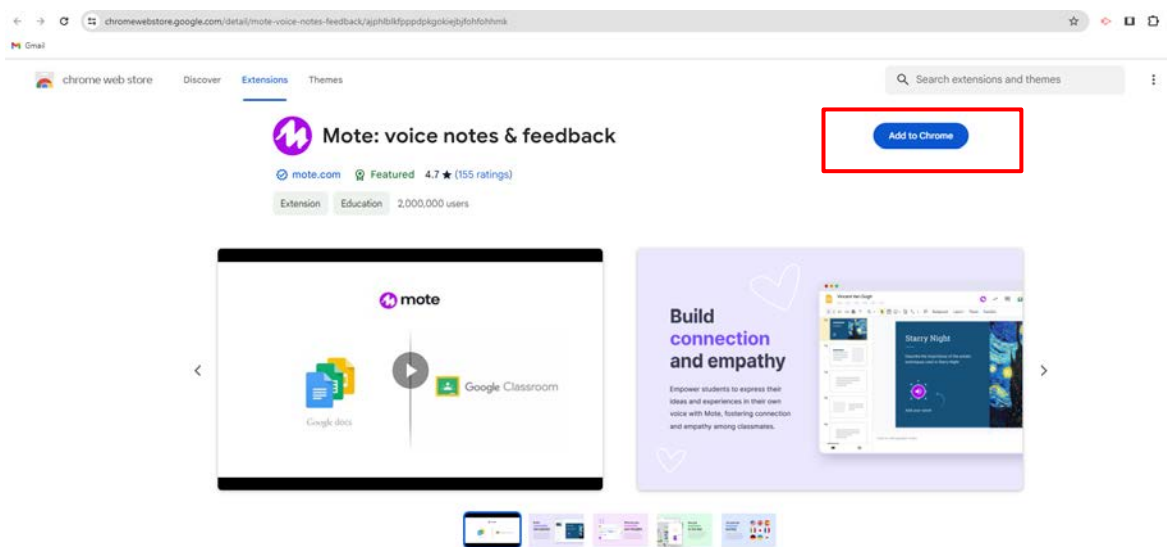 chromewebstore.google.com/detail/mote-voice-notes-feedback/ajphlblkfpppdpkgokiejbjfohfohhmk
Gmail
chrome web store
Discover
Extensions
Themes
Search extensions and themes
Mote: voice notes & feedback
Add to Chrome
mote.com
Featured
4.7 ★ (155 ratings)
Extension
Education
2,000,000 users
mote
Google docs
Google Classroom
Build
connection
and empathy
Empower students to express their
ideas and experiences in their own
voice with Mote, fostering connection
and empathy among classmates.
Starry Night